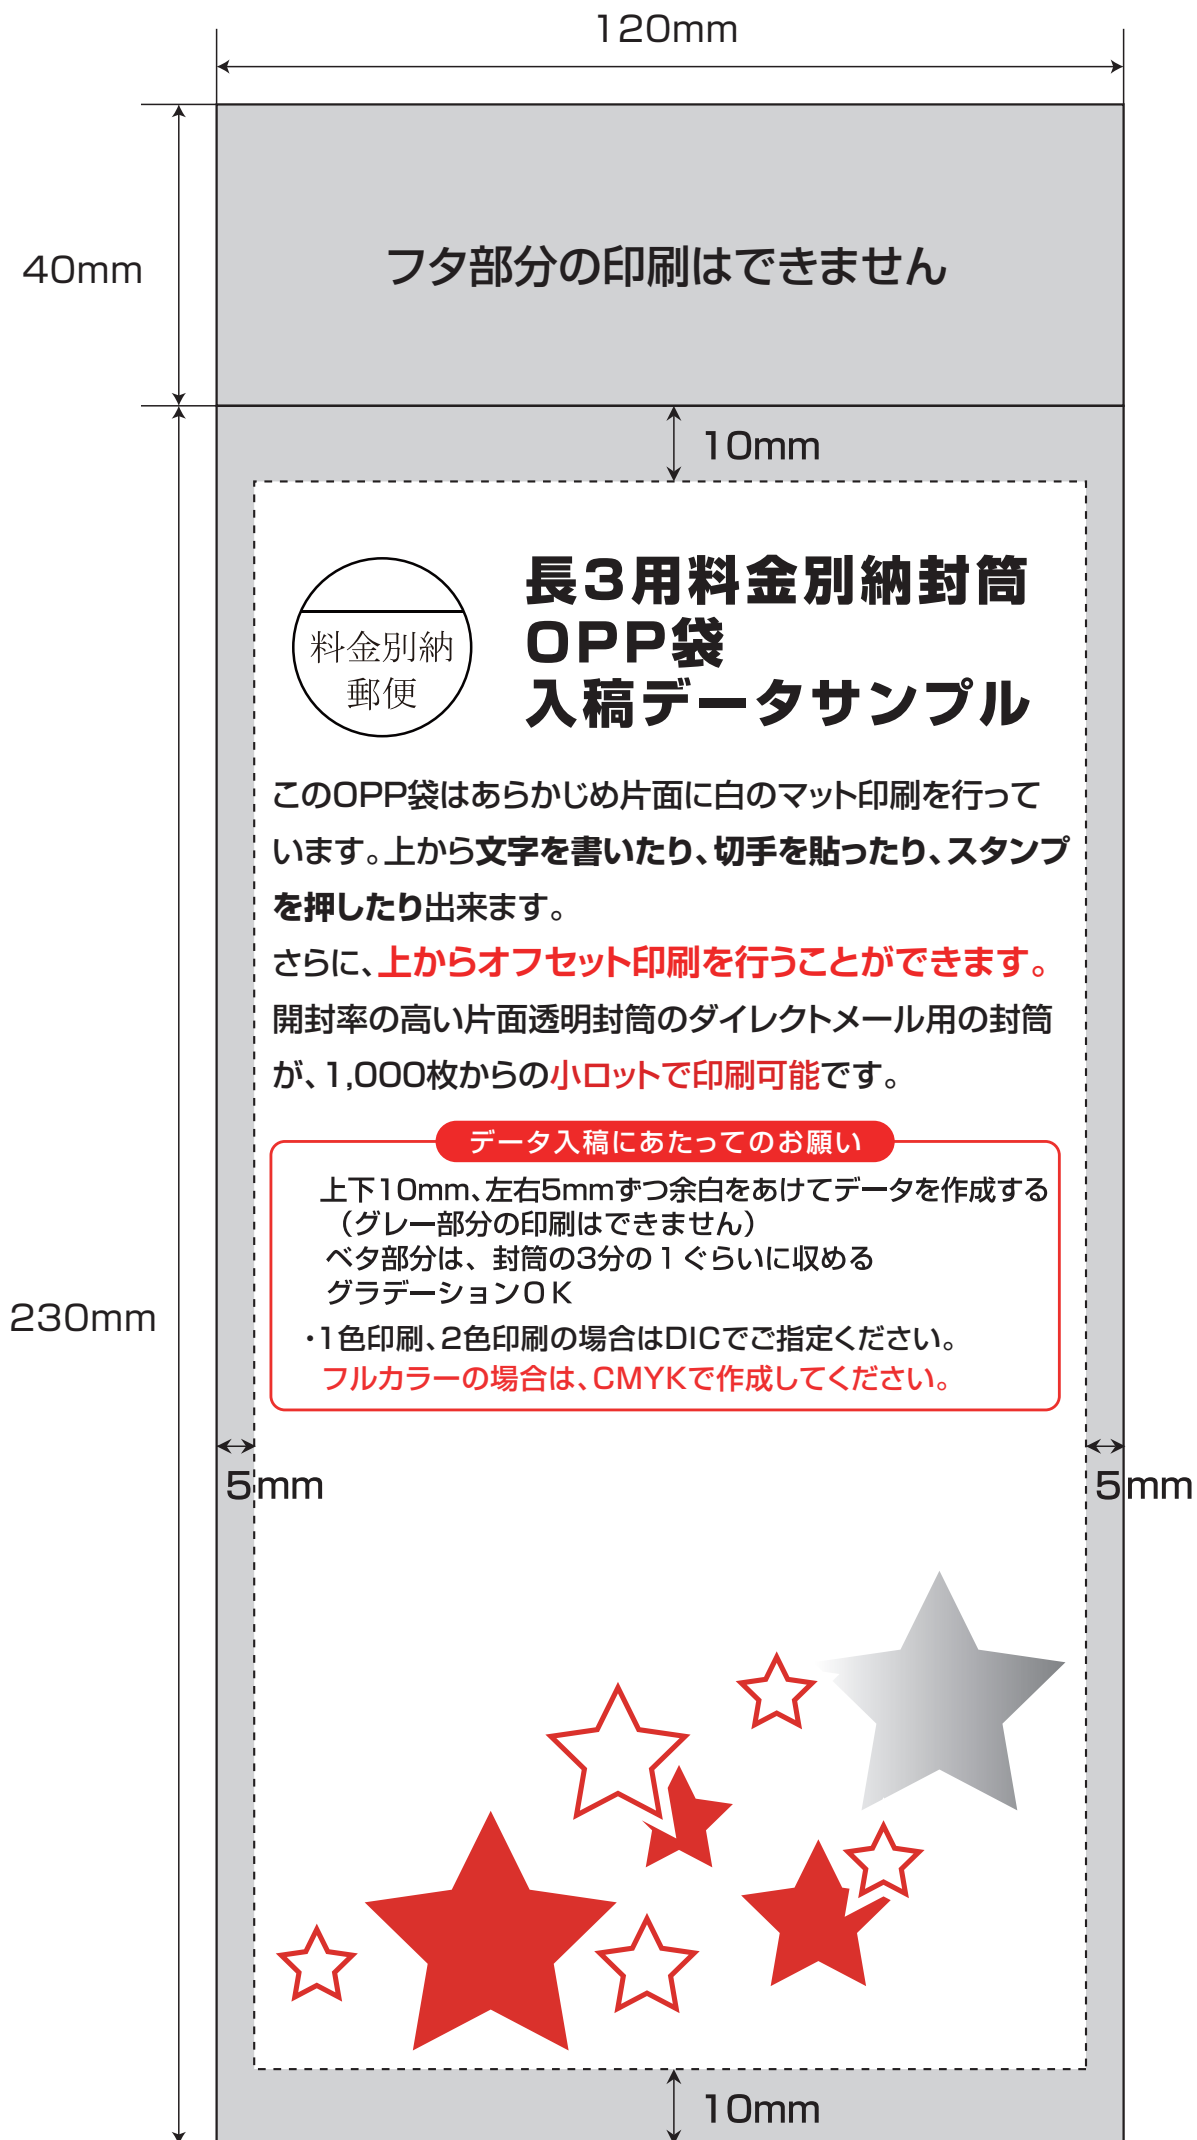 120mm
40mm
フタ部分の印刷はできません
10mm
料金別納
郵便
長3用料金別納封筒
OPP袋
入稿データサンプル
このOPP袋はあらかじめ片面に白のマット印刷を行って
います。上から文字を書いたり、切手を貼ったり、スタンプ
を押したり出来ます。
さらに、上からオフセット印刷を行うことができます。
開封率の高い片面透明封筒のダイレクトメール用の封筒
が、1,000枚からの小ロットで印刷可能です。
データ入稿にあたってのお願い
上下10mm、左右5mmずつ余白をあけてデータを作成する
（グレー部分の印刷はできません）
ベタ部分は、封筒の3分の１ぐらいに収める
グラデーションＯＫ
・1色印刷、2色印刷の場合はDICでご指定ください。
フルカラーの場合は、CMYKで作成してください。
230mm
5mm
5mm
10mm